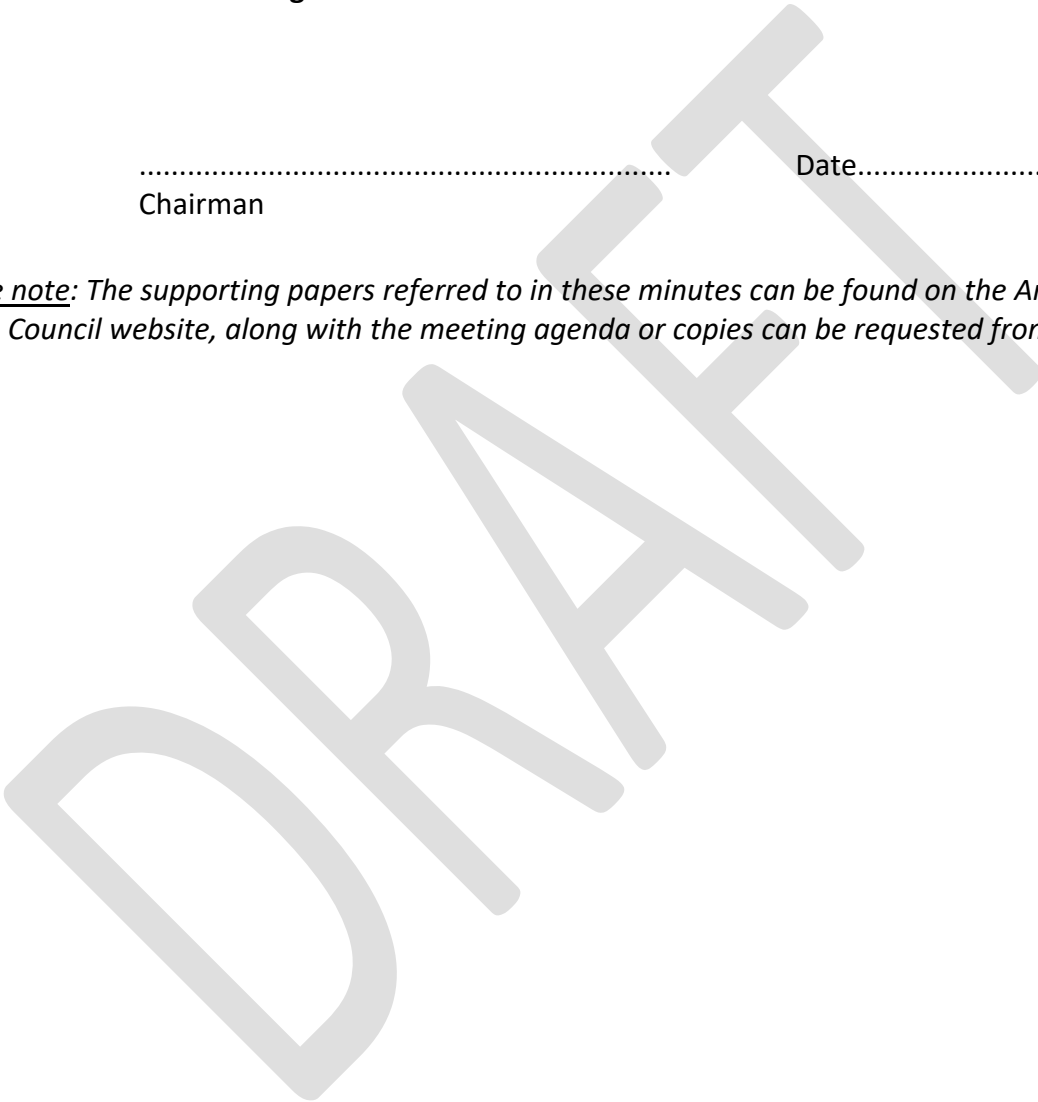 ............................................................... Date......................
Chairman
note: The supporting papers referred to in these minutes can be found on the
Council website, along with the meeting agenda or copies can be requested
DRAFT